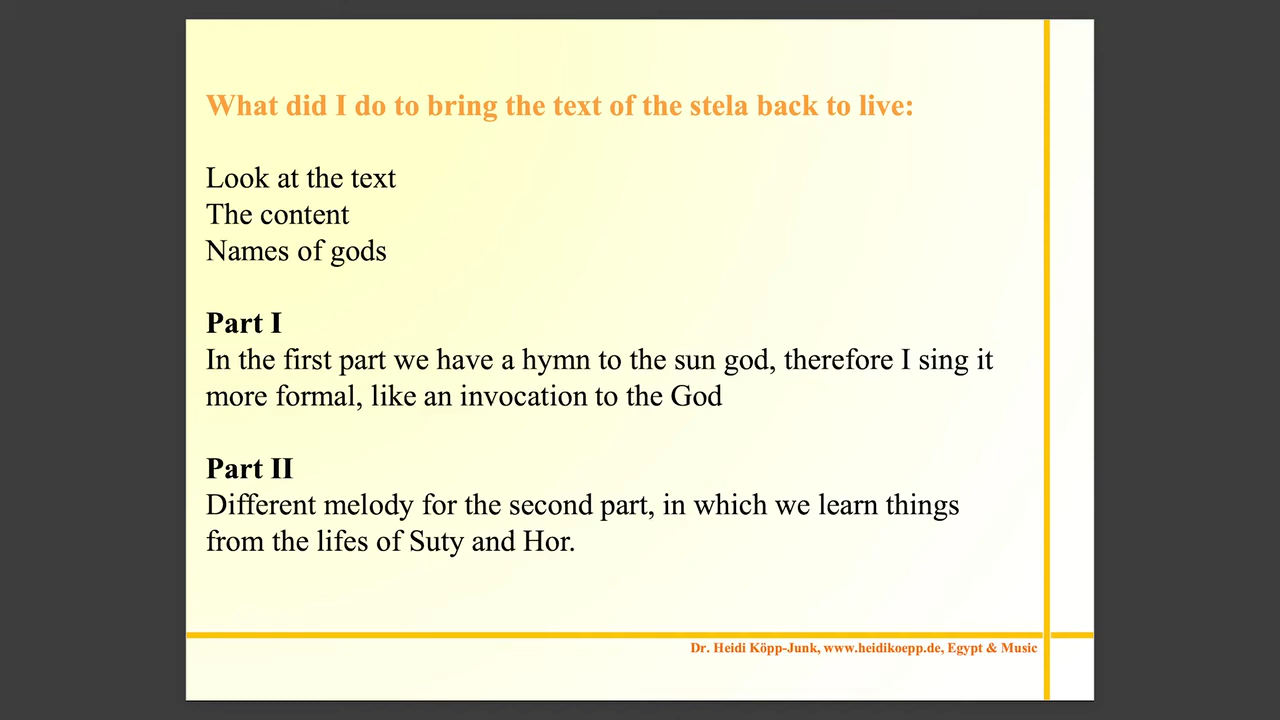 What did I do to bring the text of the stela back to live:
Look at the text
The content
Names of gods
Part I
In the first part we have a hymn to the sun god, therefore I sing it
more formal, like an invocation to the God
Part II
Different melody for the second part, in which we learn things
from the lifes of Suty and Hor.
Dr. Heidi Köpp-Junk, www.heidikoepp.de, Egypt & Music